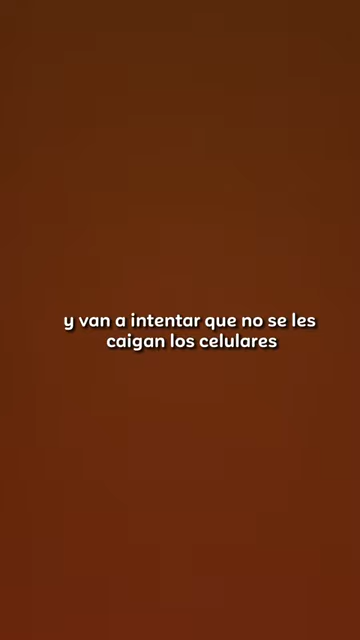 y van a intentar que no se les
caigan los celulares